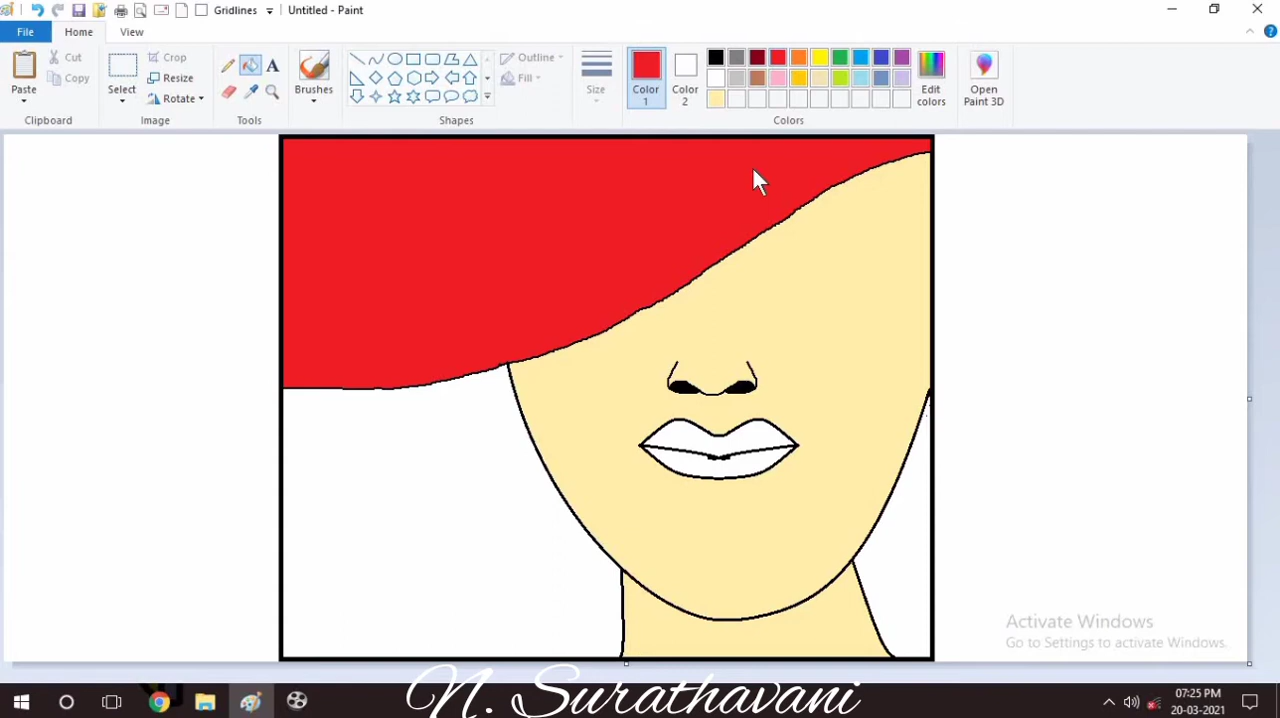 Gridlines
Untitled - Paint
File
Home
View
Paste
Cut
Copy
Clipboard
Select
Crop
Resize
Rotate
Image
A
Tools
Brushes
Shapes
Outline
Fill
Size
Color 1
Color 2
Colors
Edit colors
Open Paint 3D
Activate Windows
Go to Settings to activate Windows.
N. Surathavani
07:25 PM
20-03-2021